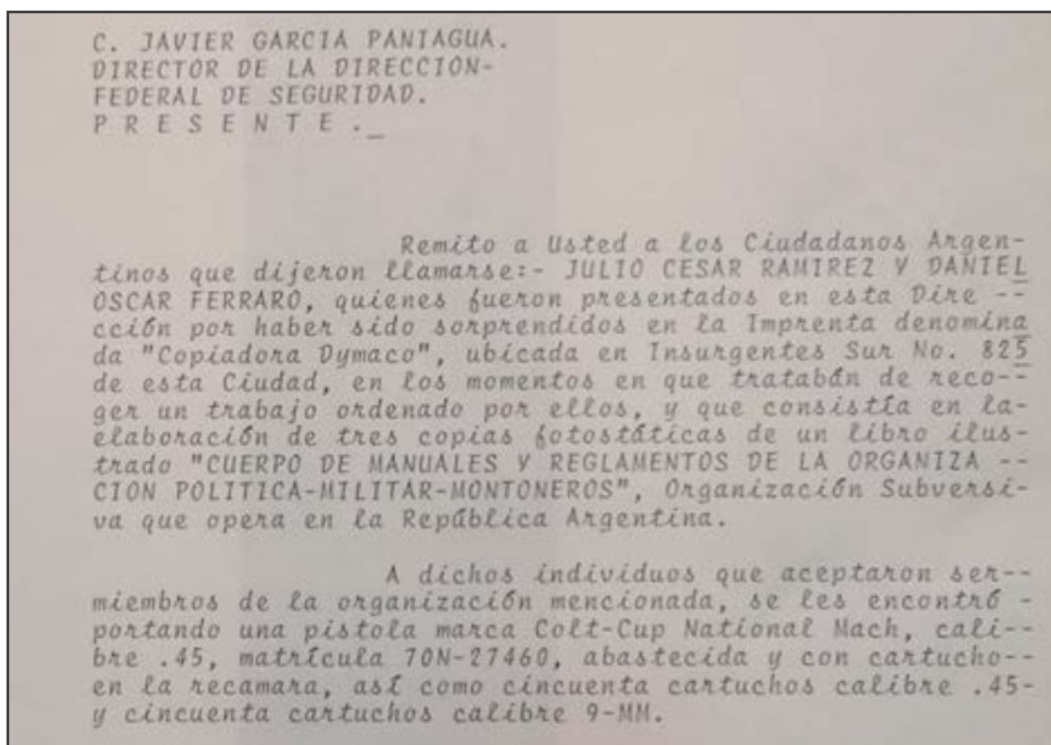 C. JAVIER GARCIA PANIAGUA.
DIRECTOR DE LA DIRECCION-
FEDERAL DE SEGURIDAD.
P R E S E N T E ._
Remito a Usted a los Ciudadanos Argen-
tinos que dijeron llamarse:- JULIO CESAR RAMIREZ Y DANIEL
OSCAR FERRARO, quienes fueron presentados en esta Dire --
cción por haber sido sorprendidos en la Imprenta denomina
da "Copiadora Dymaco", ubicada en Insurgentes Sur No. 825
de esta Ciudad, en los momentos en que tratabán de reco--
ger un trabajo ordenado por ellos, y que consistía en la-
elaboración de tres copias fotostáticas de un libro ilus-
trado "CUERPO DE MANUALES Y REGLAMENTOS DE LA ORGANIZA --
CION POLITICA-MILITAR-MONTONEROS", Organización Subversi-
va que opera en la República Argentina.
A dichos individuos que aceptaron ser--
miembros de la organización mencionada, se les encontró -
portando una pistola marca Colt-Cup National Mach, cali--
bre .45, matrícula 70N-27460, abastecida y con cartucho--
en la recamara, así como cincuenta cartuchos calibre .45-
y cincuenta cartuchos calibre 9-MM.